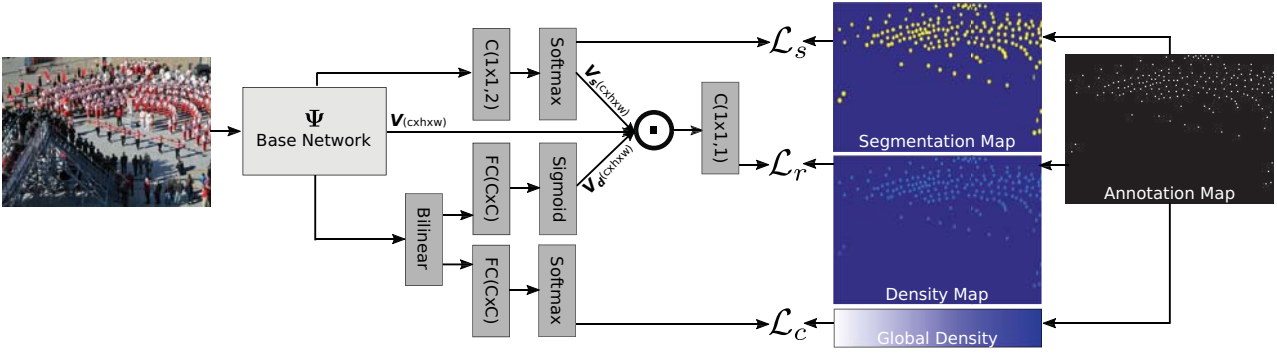 Ψ
Base Network
C(1x1,2)
Softmax
V(cxhxw)
Vs(cxhxw)
Vd(cxhxw)
C(1x1,1)
Bilinear
FC(CxC)
Sigmoid
FC(CxC)
Softmax
ℒs
ℒr
ℒc
Segmentation Map
Density Map
Global Density
Annotation Map